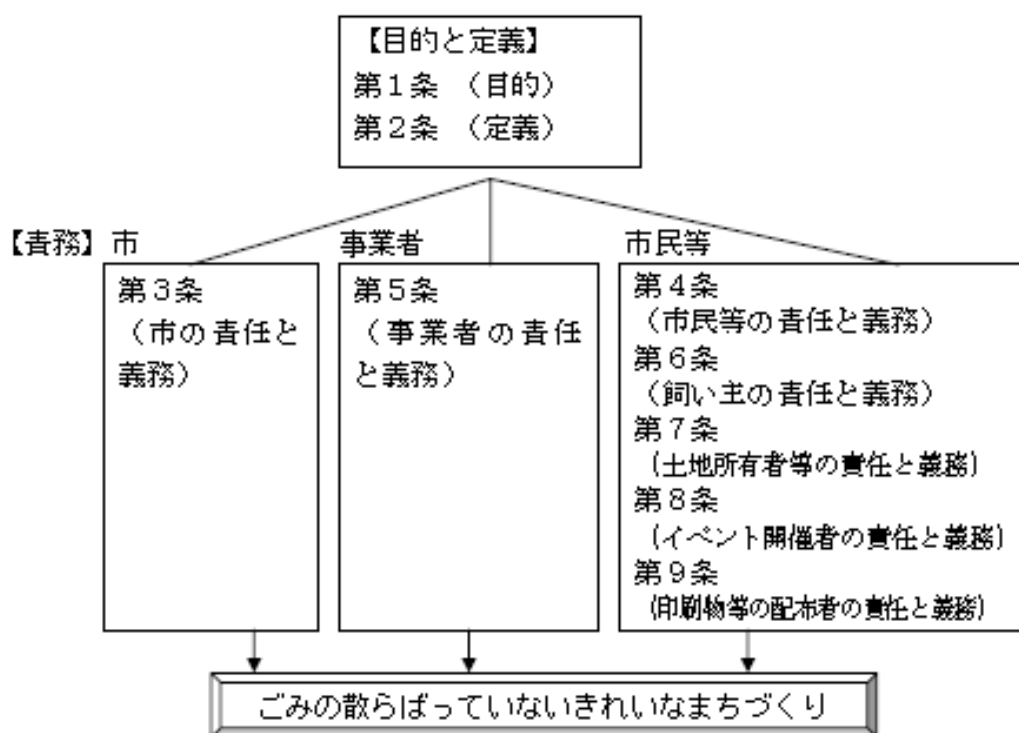 【目的と定義】
第１条 （目的）
第２条 （定義）
【責務】 市
第３条
（市の責任と
義務）
事業者
第５条
（事業者の責任
と義務）
市民等
第４条
（市民等の責任と義務）
第６条
（飼い主の責任と義務）
第７条
（土地所有者等の責任と義務）
第８条
（イベント開催者の責任と義務）
第９条
（印刷物等の配布者の責任と義務）
ごみの散らばっていないきれいなまちづくり